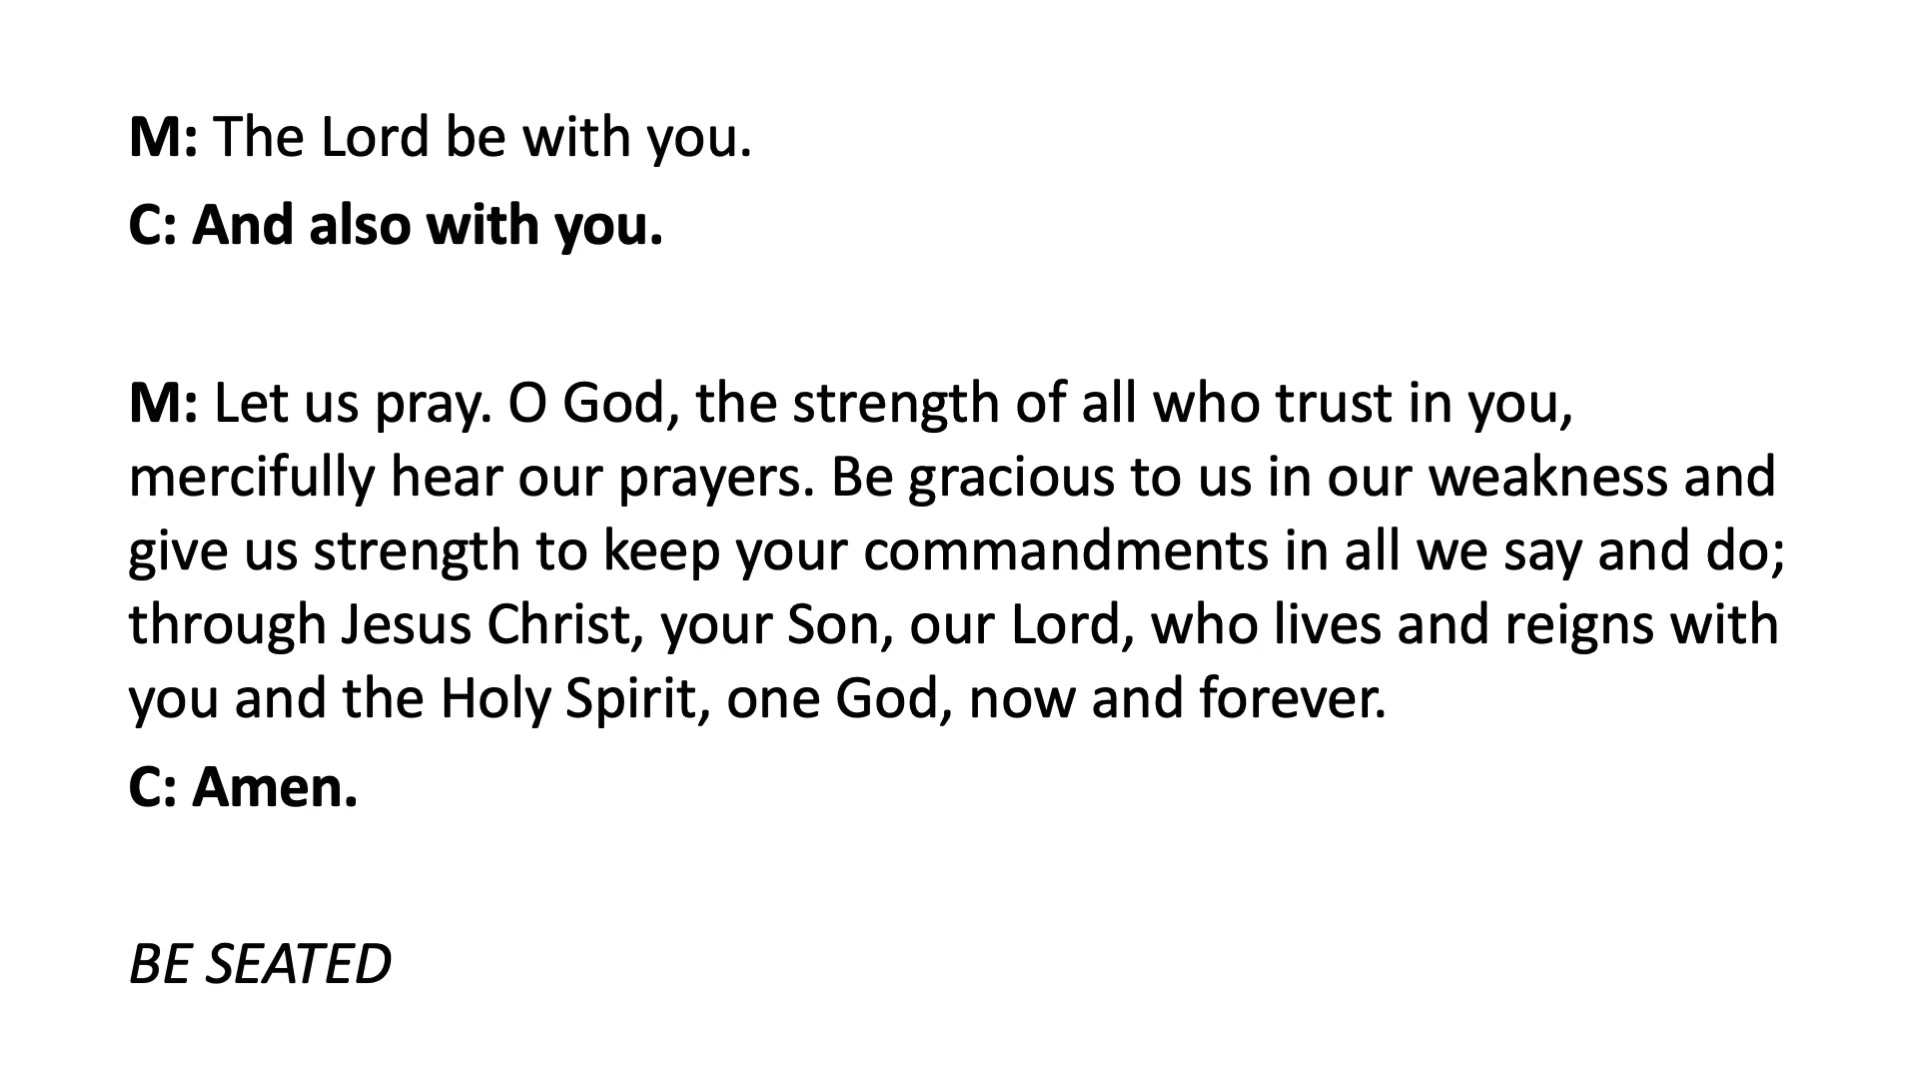 M: The Lord be with you.
C: And also with you.
M: Let us pray. O God, the strength of all who trust in you,
mercifully hear our prayers. Be gracious to us in our weakness and
give us strength to keep your commandments in all we say and do;
through Jesus Christ, your Son, our Lord, who lives and reigns with
you and the Holy Spirit, one God, now and forever.
C: Amen.
BE SEATED